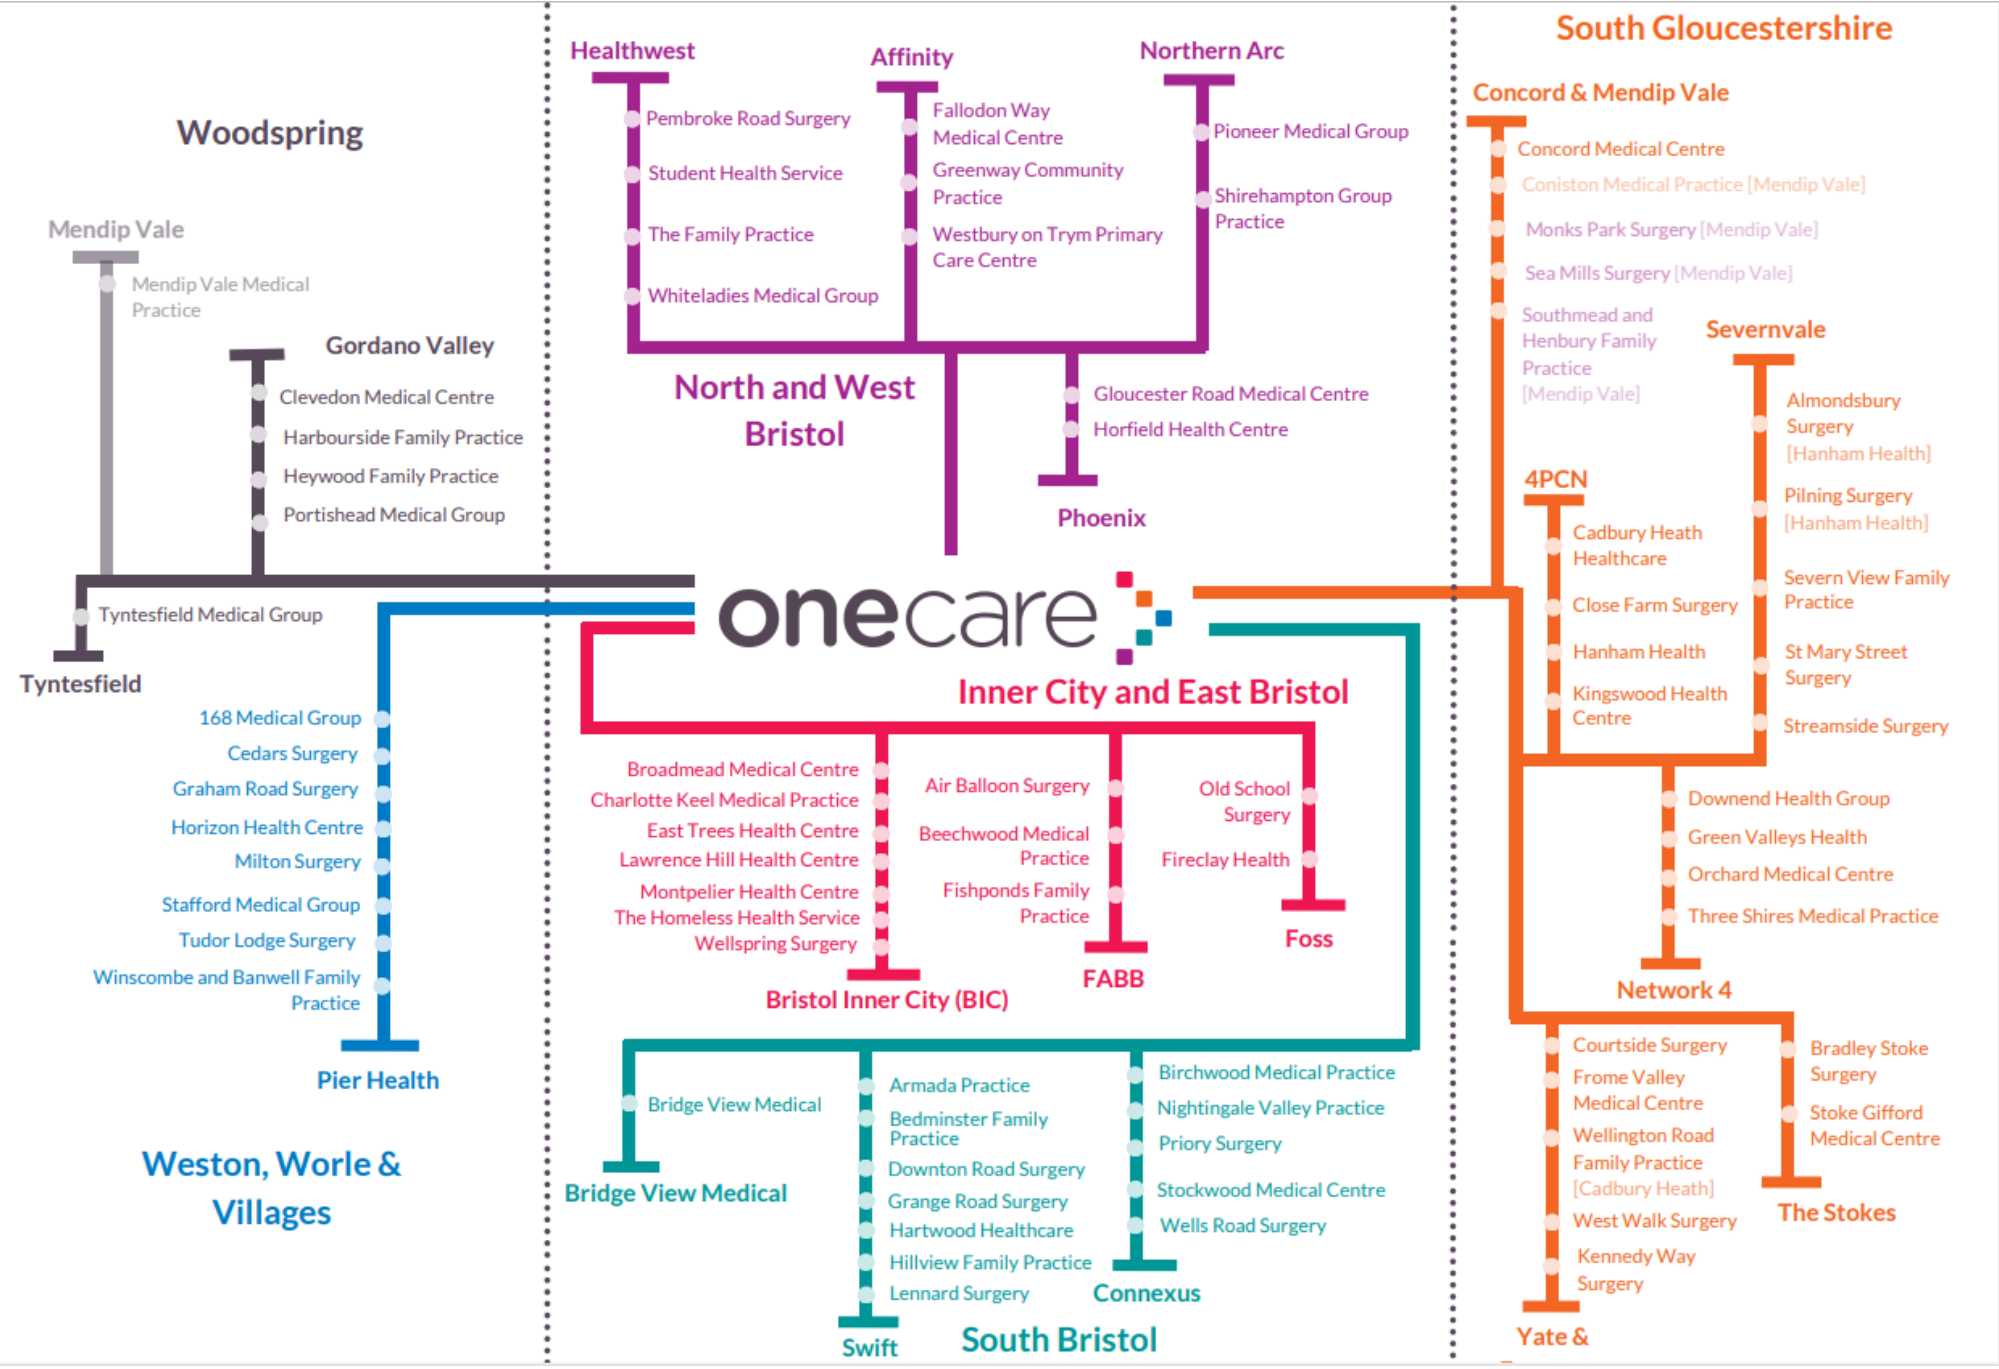 Woodspring
Mendip Vale
Mendip Vale Medical
Practice
Gordano Valley
Clevedon Medical Centre
Harbourside Family Practice
Heywood Family Practice
Portishead Medical Group
Tyntesfield Medical Group
Tyntesfield
168 Medical Group
Cedars Surgery
Graham Road Surgery
Horizon Health Centre
Milton Surgery
Stafford Medical Group
Tudor Lodge Surgery
Winscombe and Banwell Family
Practice
Pier Health
Weston, Worle &
Villages
Healthwest
Pembroke Road Surgery
Student Health Service
The Family Practice
Whiteladies Medical Group
Affinity
Fallodon Way
Medical Centre
Greenway Community
Practice
Westbury on Trym Primary
Care Centre
Northern Arc
Pioneer Medical Group
Shirehampton Group
Practice
North and West
Bristol
Gloucester Road Medical Centre
Horfield Health Centre
Phoenix
onecare
Inner City and East Bristol
Broadmead Medical Centre
Charlotte Keel Medical Practice
East Trees Health Centre
Lawrence Hill Health Centre
Montpelier Health Centre
The Homeless Health Service
Wellspring Surgery
Bristol Inner City (BIC)
Air Balloon Surgery
Beechwood Medical
Practice
Fishponds Family
Practice
FABB
Old School
Surgery
Fireclay Health
Foss
Bridge View Medical
Bridge View Medical
Armada Practice
Bedminster Family
Practice
Downton Road Surgery
Grange Road Surgery
Hartwood Healthcare
Hillview Family Practice
Lennard Surgery
Swift
Birchwood Medical Practice
Nightingale Valley Practice
Priory Surgery
Stockwood Medical Centre
Wells Road Surgery
Connexus
South Bristol
South Gloucestershire
Concord & Mendip Vale
Concord Medical Centre
Coniston Medical Practice [Mendip Vale]
Monks Park Surgery [Mendip Vale]
Sea Mills Surgery [Mendip Vale]
Southmead and
Henbury Family
Practice
[Mendip Vale]
Severnvale
Almondsbury
Surgery
[Hanham Health]
Pilning Surgery
[Hanham Health]
Severn View Family
Practice
St Mary Street
Surgery
Streamside Surgery
4PCN
Cadbury Heath
Healthcare
Close Farm Surgery
Hanham Health
Kingswood Health
Centre
Downend Health Group
Green Valleys Health
Orchard Medical Centre
Three Shires Medical Practice
Network 4
Courtside Surgery
Frome Valley
Medical Centre
Wellington Road
Family Practice
[Cadbury Heath]
West Walk Surgery
Kennedy Way
Surgery
Yate &
Bradley Stoke
Surgery
Stoke Gifford
Medical Centre
The Stokes